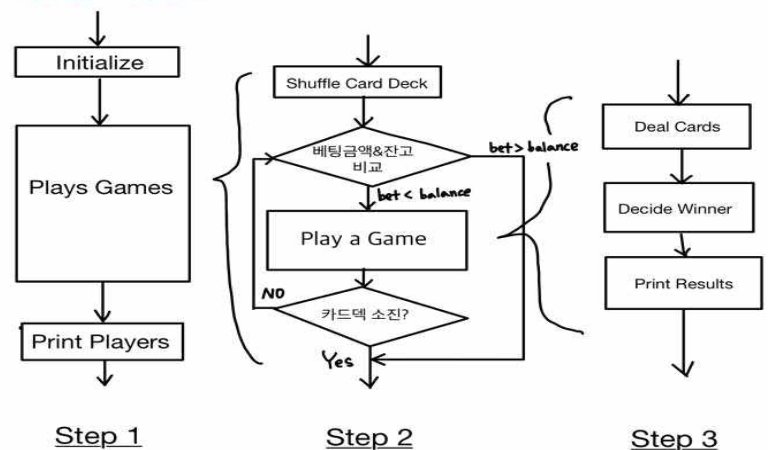 Initialize
Plays Games
Print Players
Step 1
Shuffle Card Deck
베팅금액&잔고
비교
bet > balance
bet < balance
Play a Game
NO
카드덱 소진?
Yes
Step 2
Deal Cards
Decide Winner
Print Results
Step 3